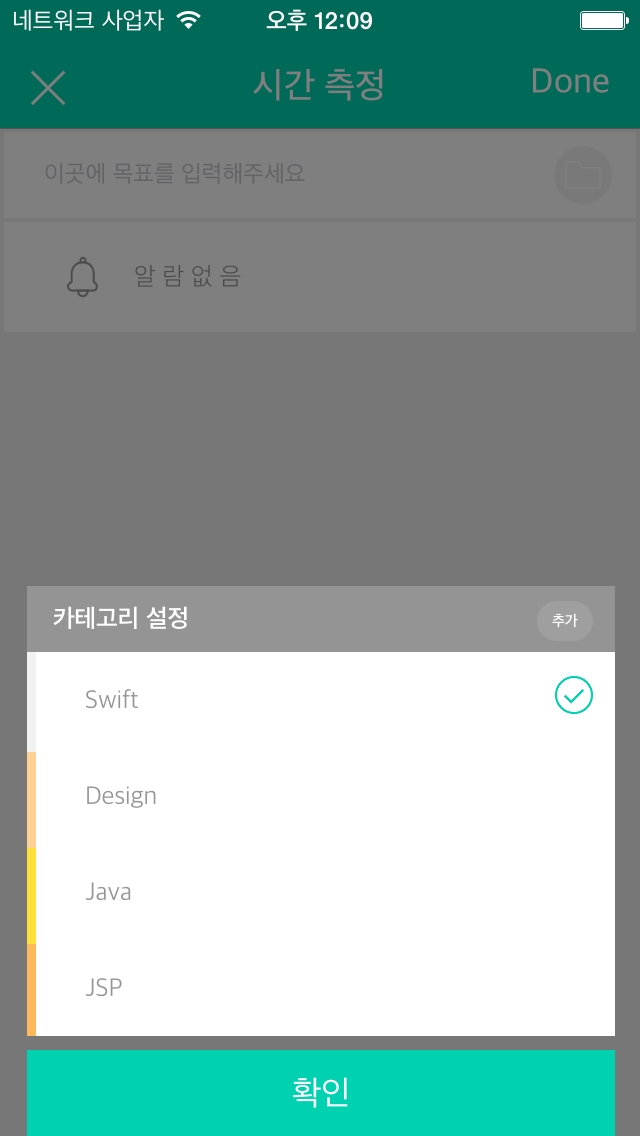 네트워크 사업자 오후 12:09
시간 측정 Done
이곳에 목표를 입력해주세요
알 람 없 음
카테고리 설정 추가
Swift
Design
Java
JSP
확인